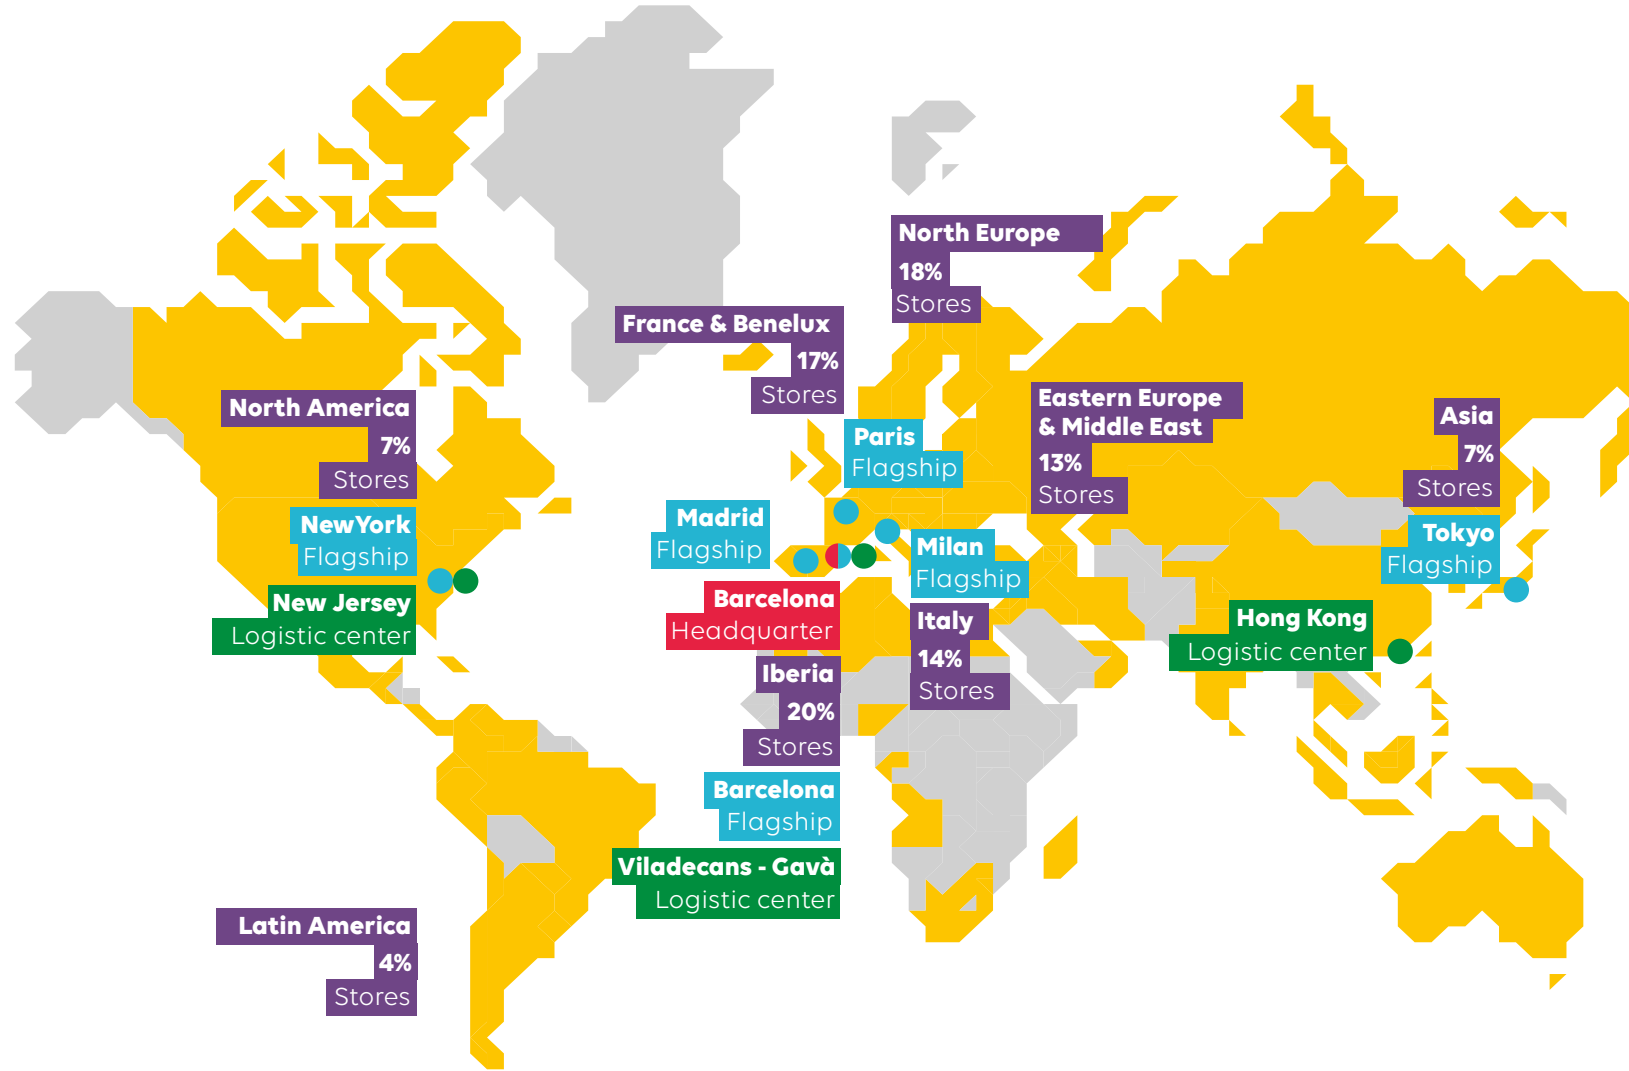 North Europe
18%
Stores
France & Benelux
17%
Stores
North America
7%
Stores
Eastern Europe
& Middle East
13%
Stores
Asia
7%
Stores
Paris
Flagship
NewYork
Flagship
Madrid
Flagship
Milan
Flagship
Tokyo
Flagship
New Jersey
Logistic center
Barcelona
Headquarter
Italy
14%
Stores
Hong Kong
Logistic center
Iberia
20%
Stores
Barcelona
Flagship
Viladecans - Gavà
Logistic center
Latin America
4%
Stores